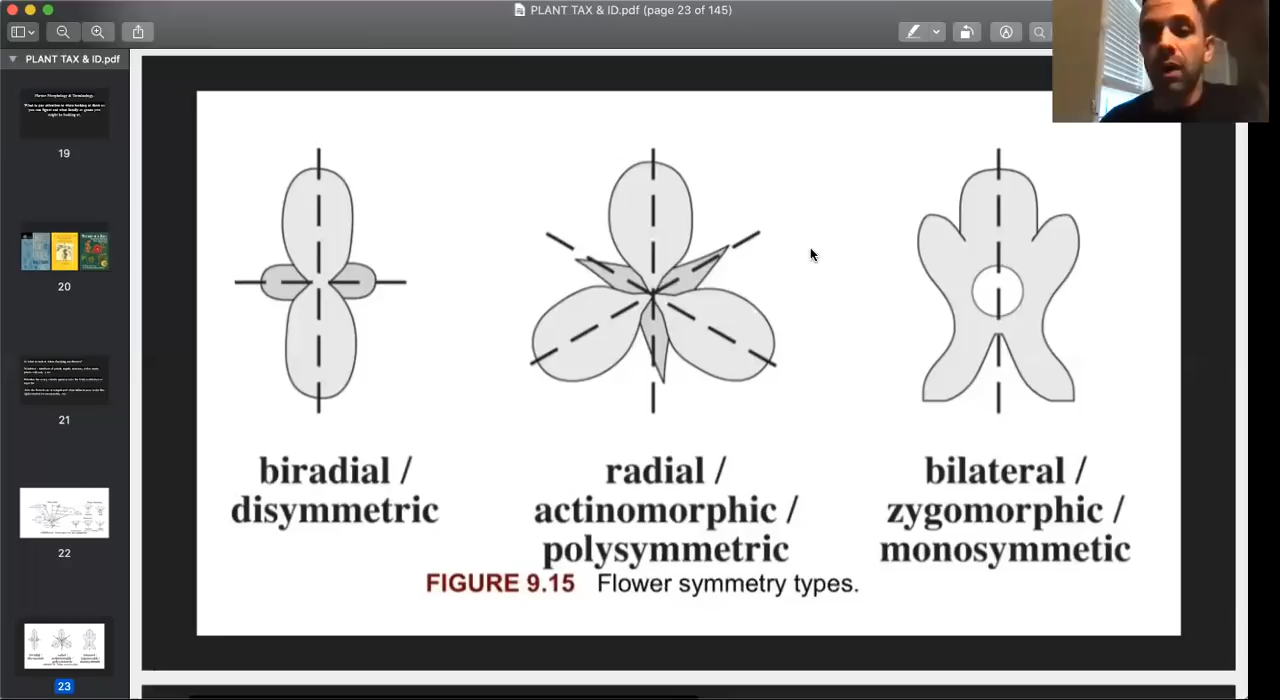 PLANT TAX & ID.pdf (page 23 of 145)
PLANT TAX & ID.pdf
19
20
21
22
23
biradial /
disymmetric
radial /
actinomorphic /
polysymmetric
bilateral /
zygomorphic /
monosymmetic
FIGURE 9.15 Flower symmetry types.